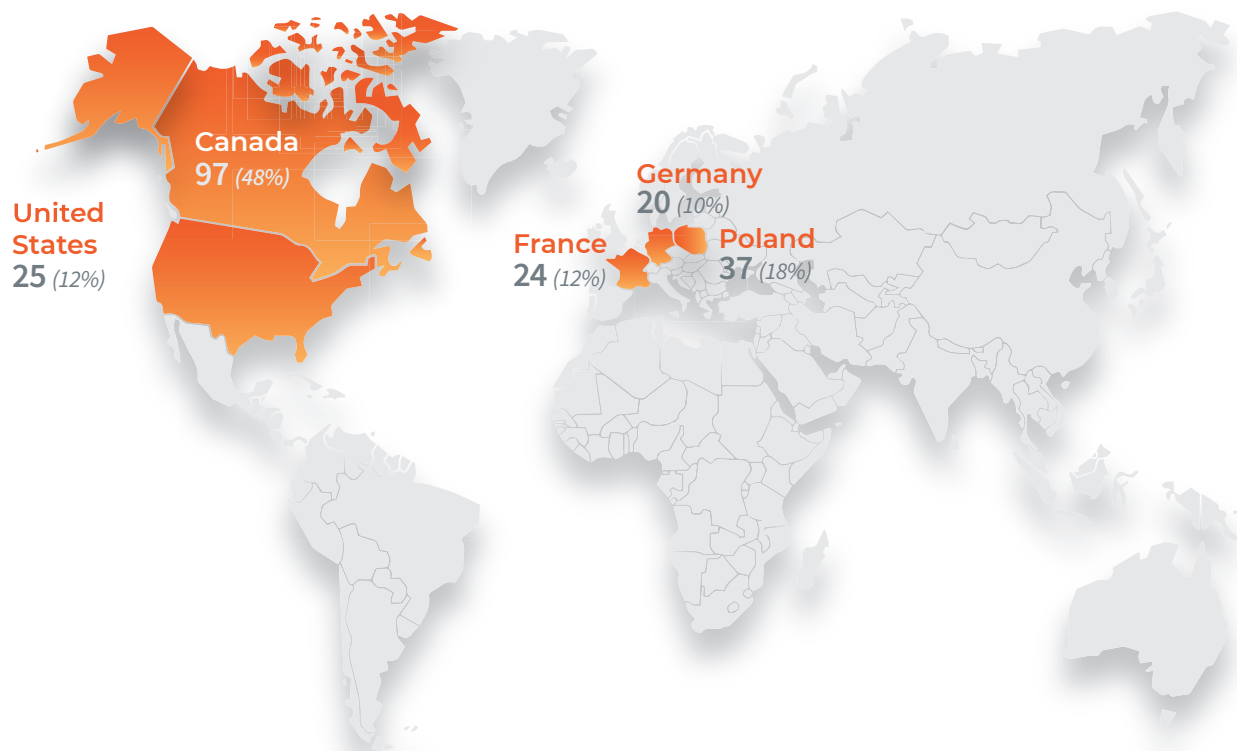 Canada
97 (48%)
United
States
25 (12%)
Germany
20 (10%)
France
24 (12%)
Poland
37 (18%)